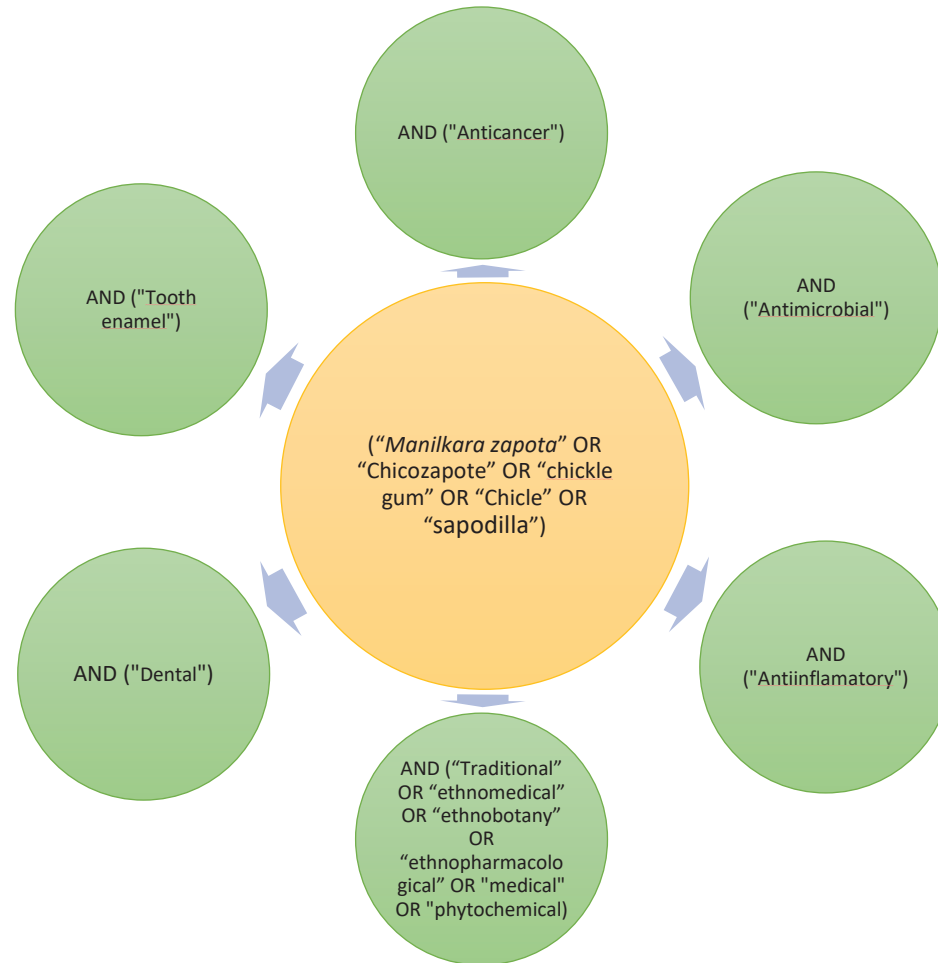 AND ("Anticancer")
AND ("Tooth
enamel")
AND
("Antimicrobial")
(“Manilkara zapota” OR
“Chicozapote” OR “chickle
gum” OR “Chicle” OR
“sapodilla”)
AND ("Dental")
AND
("Antiinflamatory")
AND (“Traditional”
OR “ethnomedical”
OR “ethnobotany”
OR
“ethnopharmacolo
gical” OR "medical"
OR "phytochemical)